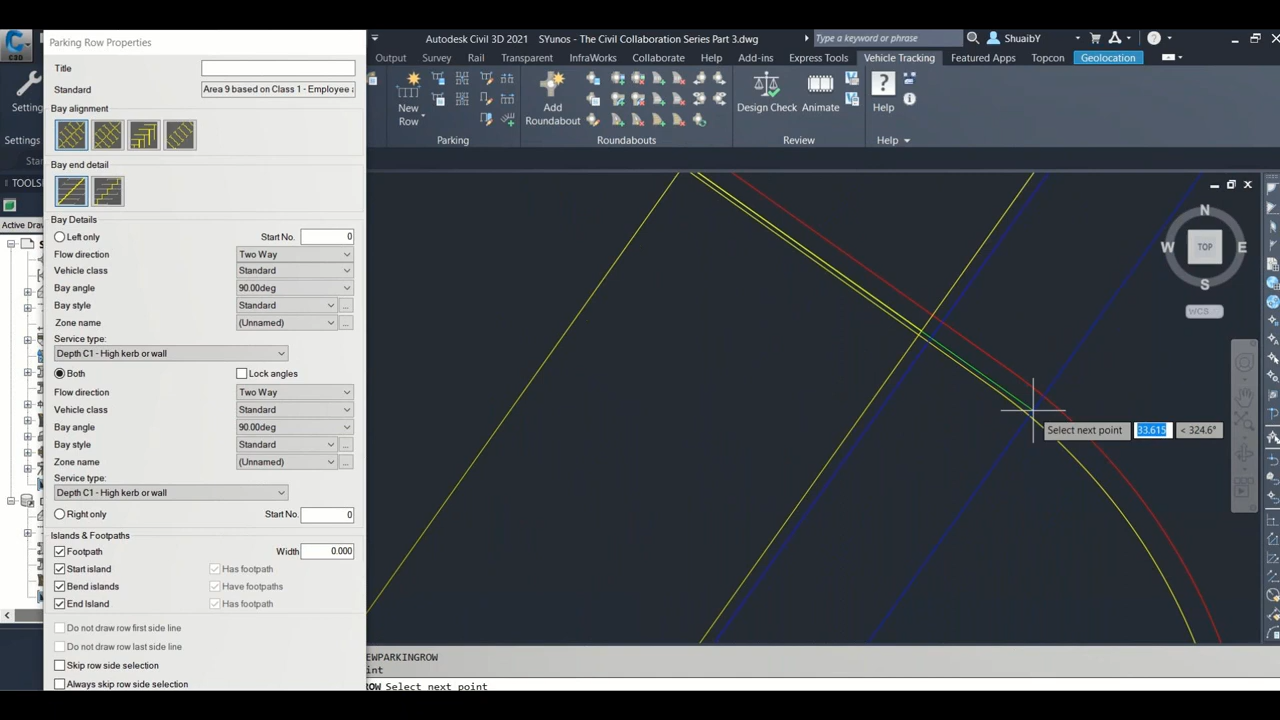 Parking Row Properties
Autodesk Civil 3D 2021 SYunos - The Civil Collaboration Series Part 3.dwg
Type a keyword or phrase
ShuaibY
C3D
Output Survey Rail Transparent InfraWorks Collaborate Help Add-ins Express Tools Vehicle Tracking Featured Apps Topcon Geolocation
Settings
Settings
New Row
Parking
Add Roundabout
Roundabouts
Design Check
Animate
Review
Help
Help
TOOLS
Active Draw
Title
Standard Area 9 based on Class 1 - Employee
Bay alignment
Bay end detail
Bay Details
Left only Start No. 0
Flow direction Two Way
Vehicle class Standard
Bay angle 90.00deg
Bay style Standard ...
Zone name (Unnamed) ...
Service type:
Depth C1 - High kerb or wall
Both Lock angles
Flow direction Two Way
Vehicle class Standard
Bay angle 90.00deg
Bay style Standard ...
Zone name (Unnamed) ...
Service type:
Depth C1 - High kerb or wall
Right only Start No. 0
Islands & Footpaths
Footpath Width 0.000
Start island Has footpath
Bend islands Have footpaths
End Island Has footpath
Do not draw row first side line
Do not draw row last side line
Skip row side selection
Always skip row side selection
N
W TOP E
S
WCS
Select next point 33.615 < 324.6°
EWPARKINGROW
int
ROW Select next point